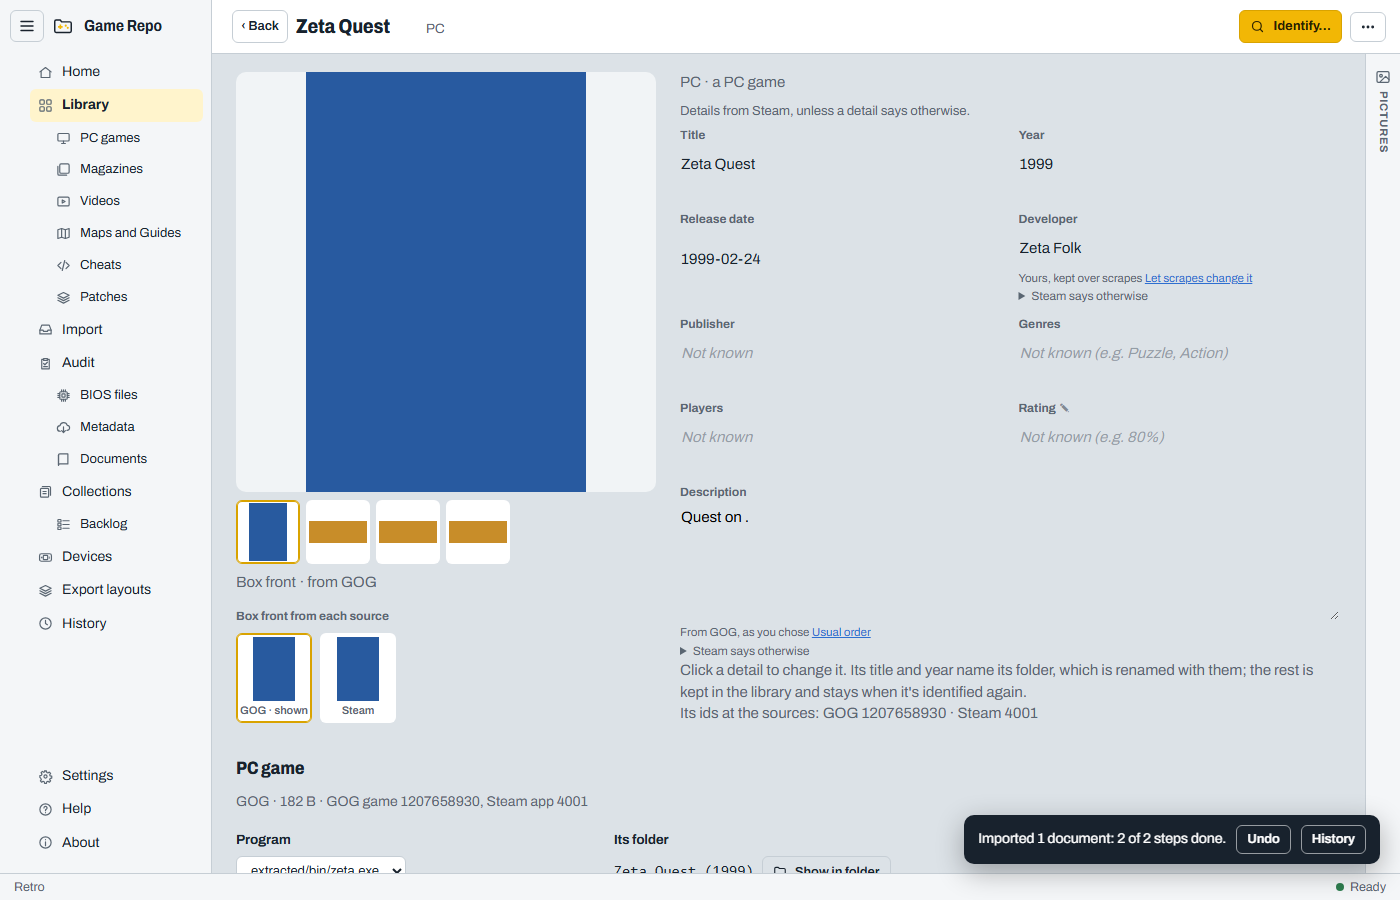 Game Repo
Home
Library
PC games
Magazines
Videos
Maps and Guides
Cheats
Patches
Import
Audit
BIOS files
Metadata
Documents
Collections
Backlog
Devices
Export layouts
History
Settings
Help
About
‹ Back
Zeta Quest
PC
Identify...
PICTURES
Box front · from GOG
Box front from each source
GOG · shown
Steam
PC · a PC game
Details from Steam, unless a detail says otherwise.
Title
Zeta Quest
Year
1999
Release date
1999-02-24
Developer
Zeta Folk
Yours, kept over scrapes Let scrapes change it
Steam says otherwise
Publisher
Not known
Genres
Not known (e.g. Puzzle, Action)
Players
Not known
Rating
Not known (e.g. 80%)
Description
Quest on .
From GOG, as you chose Usual order
Steam says otherwise
Click a detail to change it. Its title and year name its folder, which is renamed with them; the rest is
kept in the library and stays when it's identified again.
Its ids at the sources: GOG 1207658930 · Steam 4001
PC game
GOG · 182 B · GOG game 1207658930, Steam app 4001
Program
extracted/bin/zeta.exe
Its folder
Zeta Quest (1999)
Show in folder
Imported 1 document: 2 of 2 steps done.
Undo
History
Retro
Ready